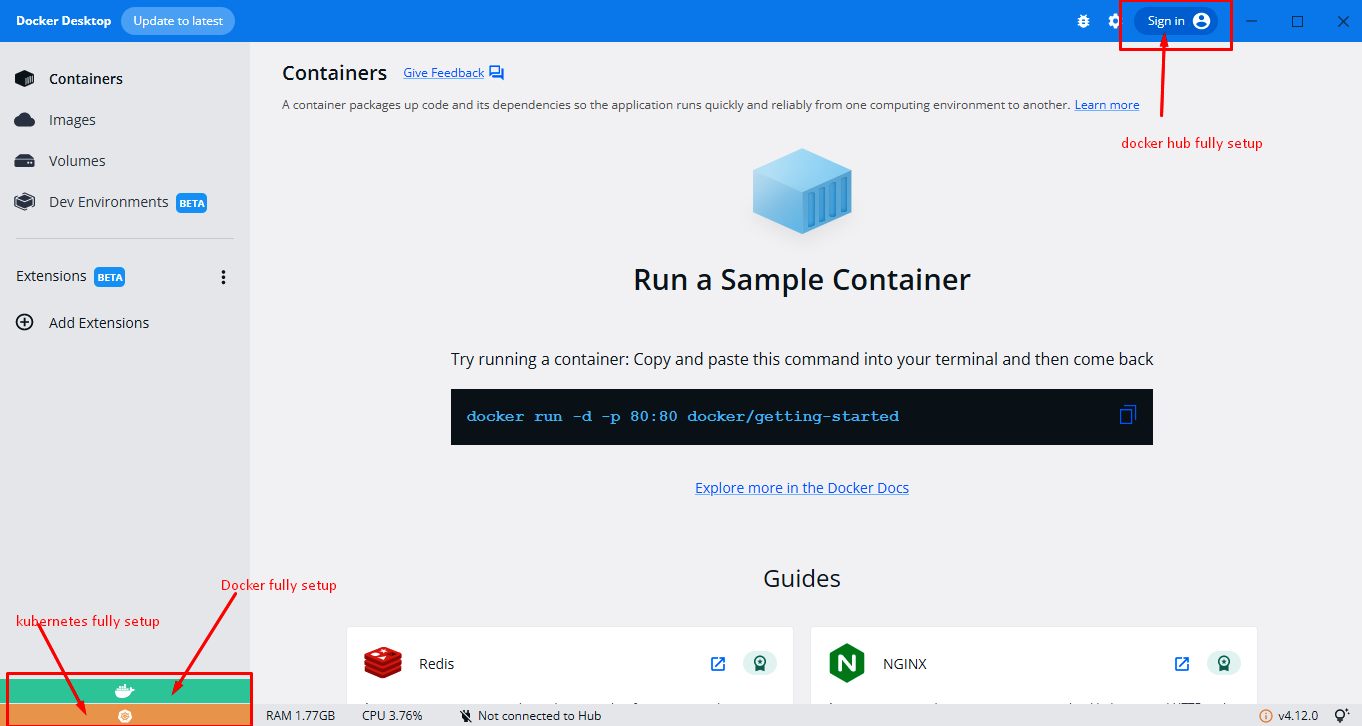 Docker Desktop Update to latest Sign in
Containers
Images
Volumes
Dev Environments BETA
Extensions BETA
Add Extensions
Containers Give Feedback
A container packages up code and its dependencies so the application runs quickly and reliably from one computing environment to another. Learn more
docker hub fully setup
Run a Sample Container
Try running a container: Copy and paste this command into your terminal and then come back
docker run -d -p 80:80 docker/getting-started
Explore more in the Docker Docs
Guides
Docker fully setup
kubernetes fully setup
Redis
N NGINX
RAM 1.77GB CPU 3.76% Not connected to Hub v4.12.0